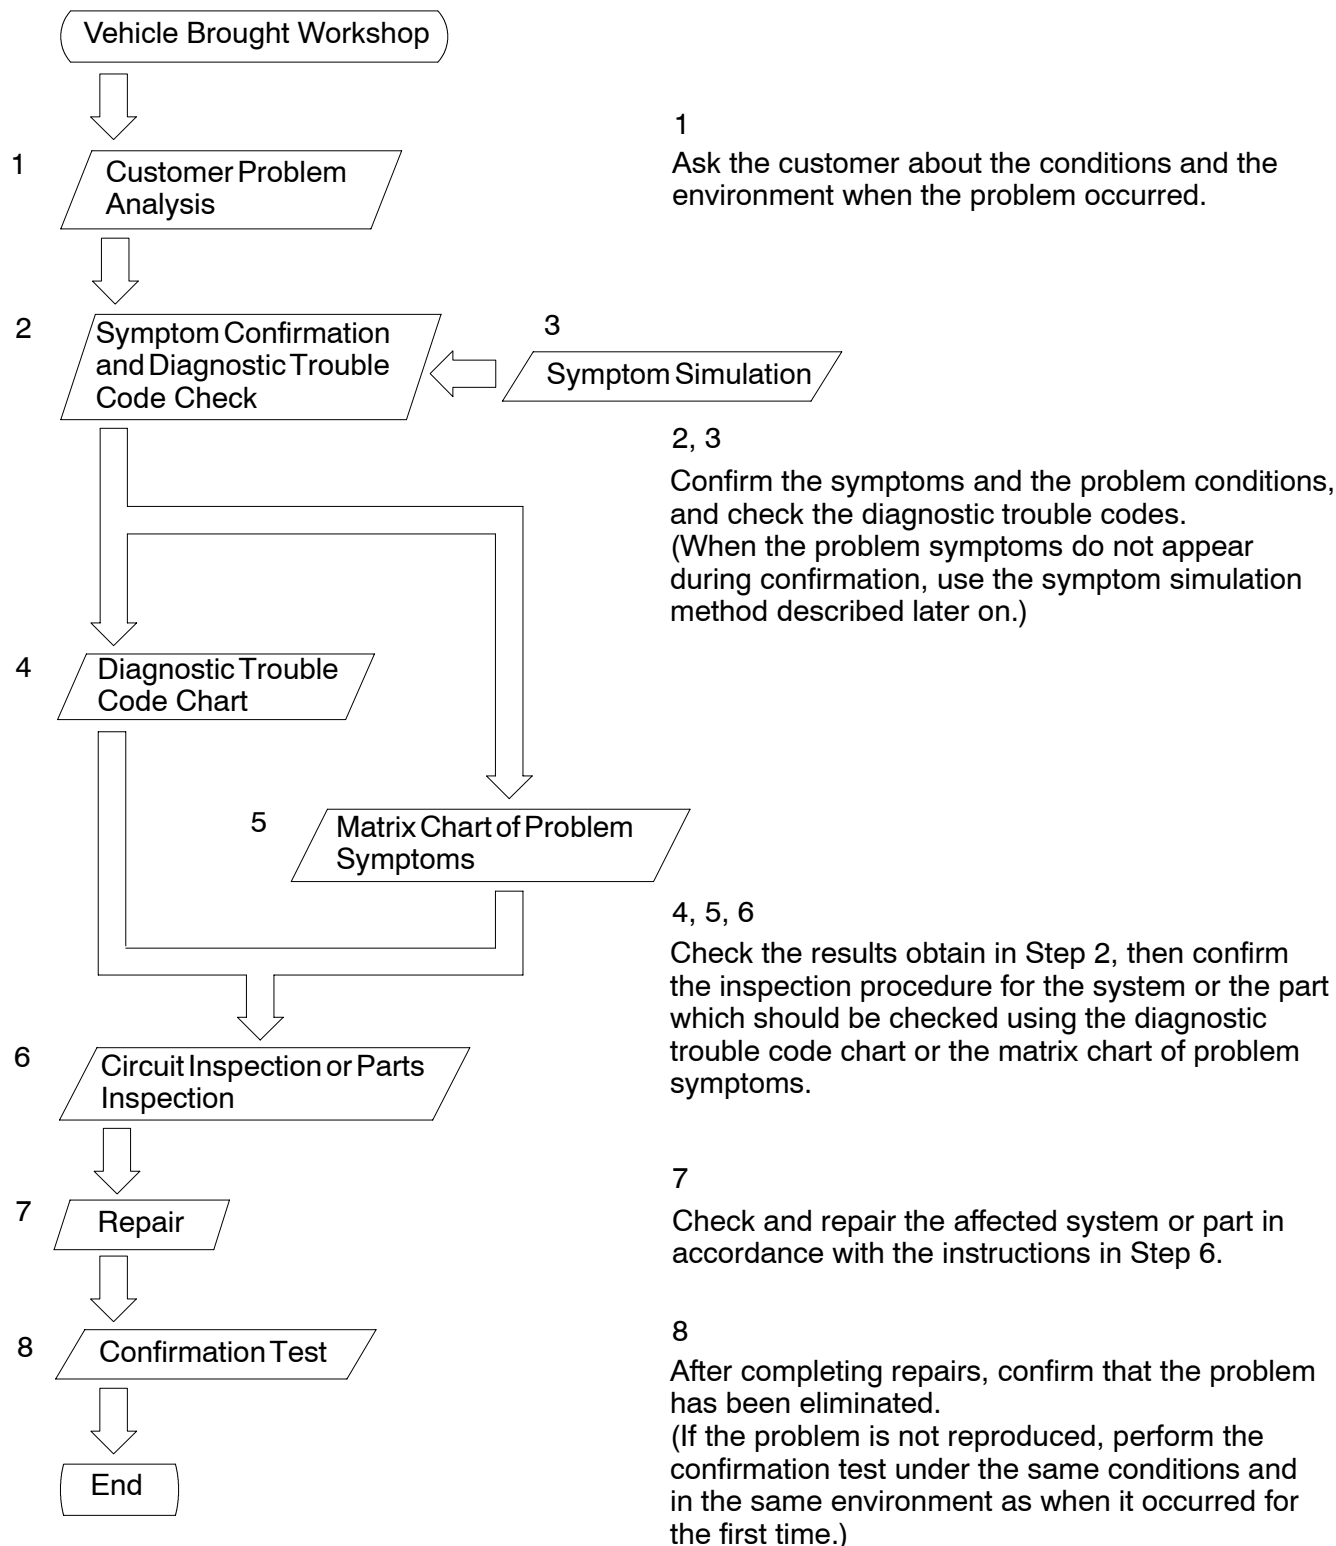 Vehicle Brought Workshop
1
Customer Problem
Analysis
1
Ask the customer about the conditions and the
environment when the problem occurred.
2
Symptom Confirmation
and Diagnostic Trouble
Code Check
3
Symptom Simulation
2, 3
Confirm the symptoms and the problem conditions,
and check the diagnostic trouble codes.
(When the problem symptoms do not appear
during confirmation, use the symptom simulation
method described later on.)
4
Diagnostic Trouble
Code Chart
5
Matrix Chart of Problem
Symptoms
4, 5, 6
Check the results obtain in Step 2, then confirm
the inspection procedure for the system or the part
which should be checked using the diagnostic
trouble code chart or the matrix chart of problem
symptoms.
6
Circuit Inspection or Parts
Inspection
7
Repair
7
Check and repair the affected system or part in
accordance with the instructions in Step 6.
8
Confirmation Test
8
After completing repairs, confirm that the problem
has been eliminated.
(If the problem is not reproduced, perform the
confirmation test under the same conditions and
in the same environment as when it occurred for
the first time.)
End